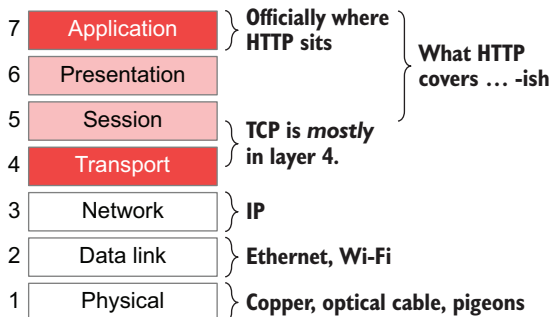 7 Application Officially where
HTTP sits
What HTTP
covers … -ish
6 Presentation
5 Session
TCP is mostly
in layer 4.
4 Transport
3 Network IP
2 Data link Ethernet, Wi-Fi
1 Physical Copper, optical cable, pigeons